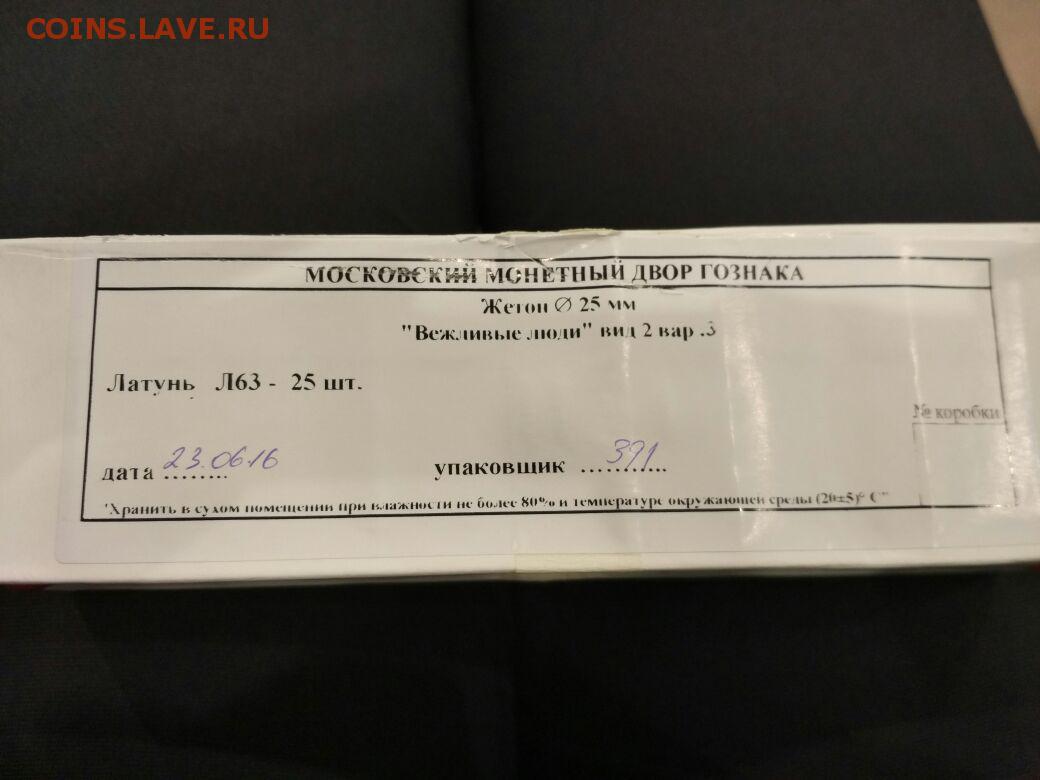 COINS.LAVE.RU
МОСКОВСКИЙ МОНЕТНЫЙ ДВОР ГОЗНАКА
Жетон ∅ 25 мм
"Вежливые люди" вид 2 вар .3
Латунь Л63 - 25 шт.
№ коробки
дата 23.06.16 упаковщик 391
"Хранить в сухом помещении при влажности не более 80% и температуре окружающей среды (20±5)° С"